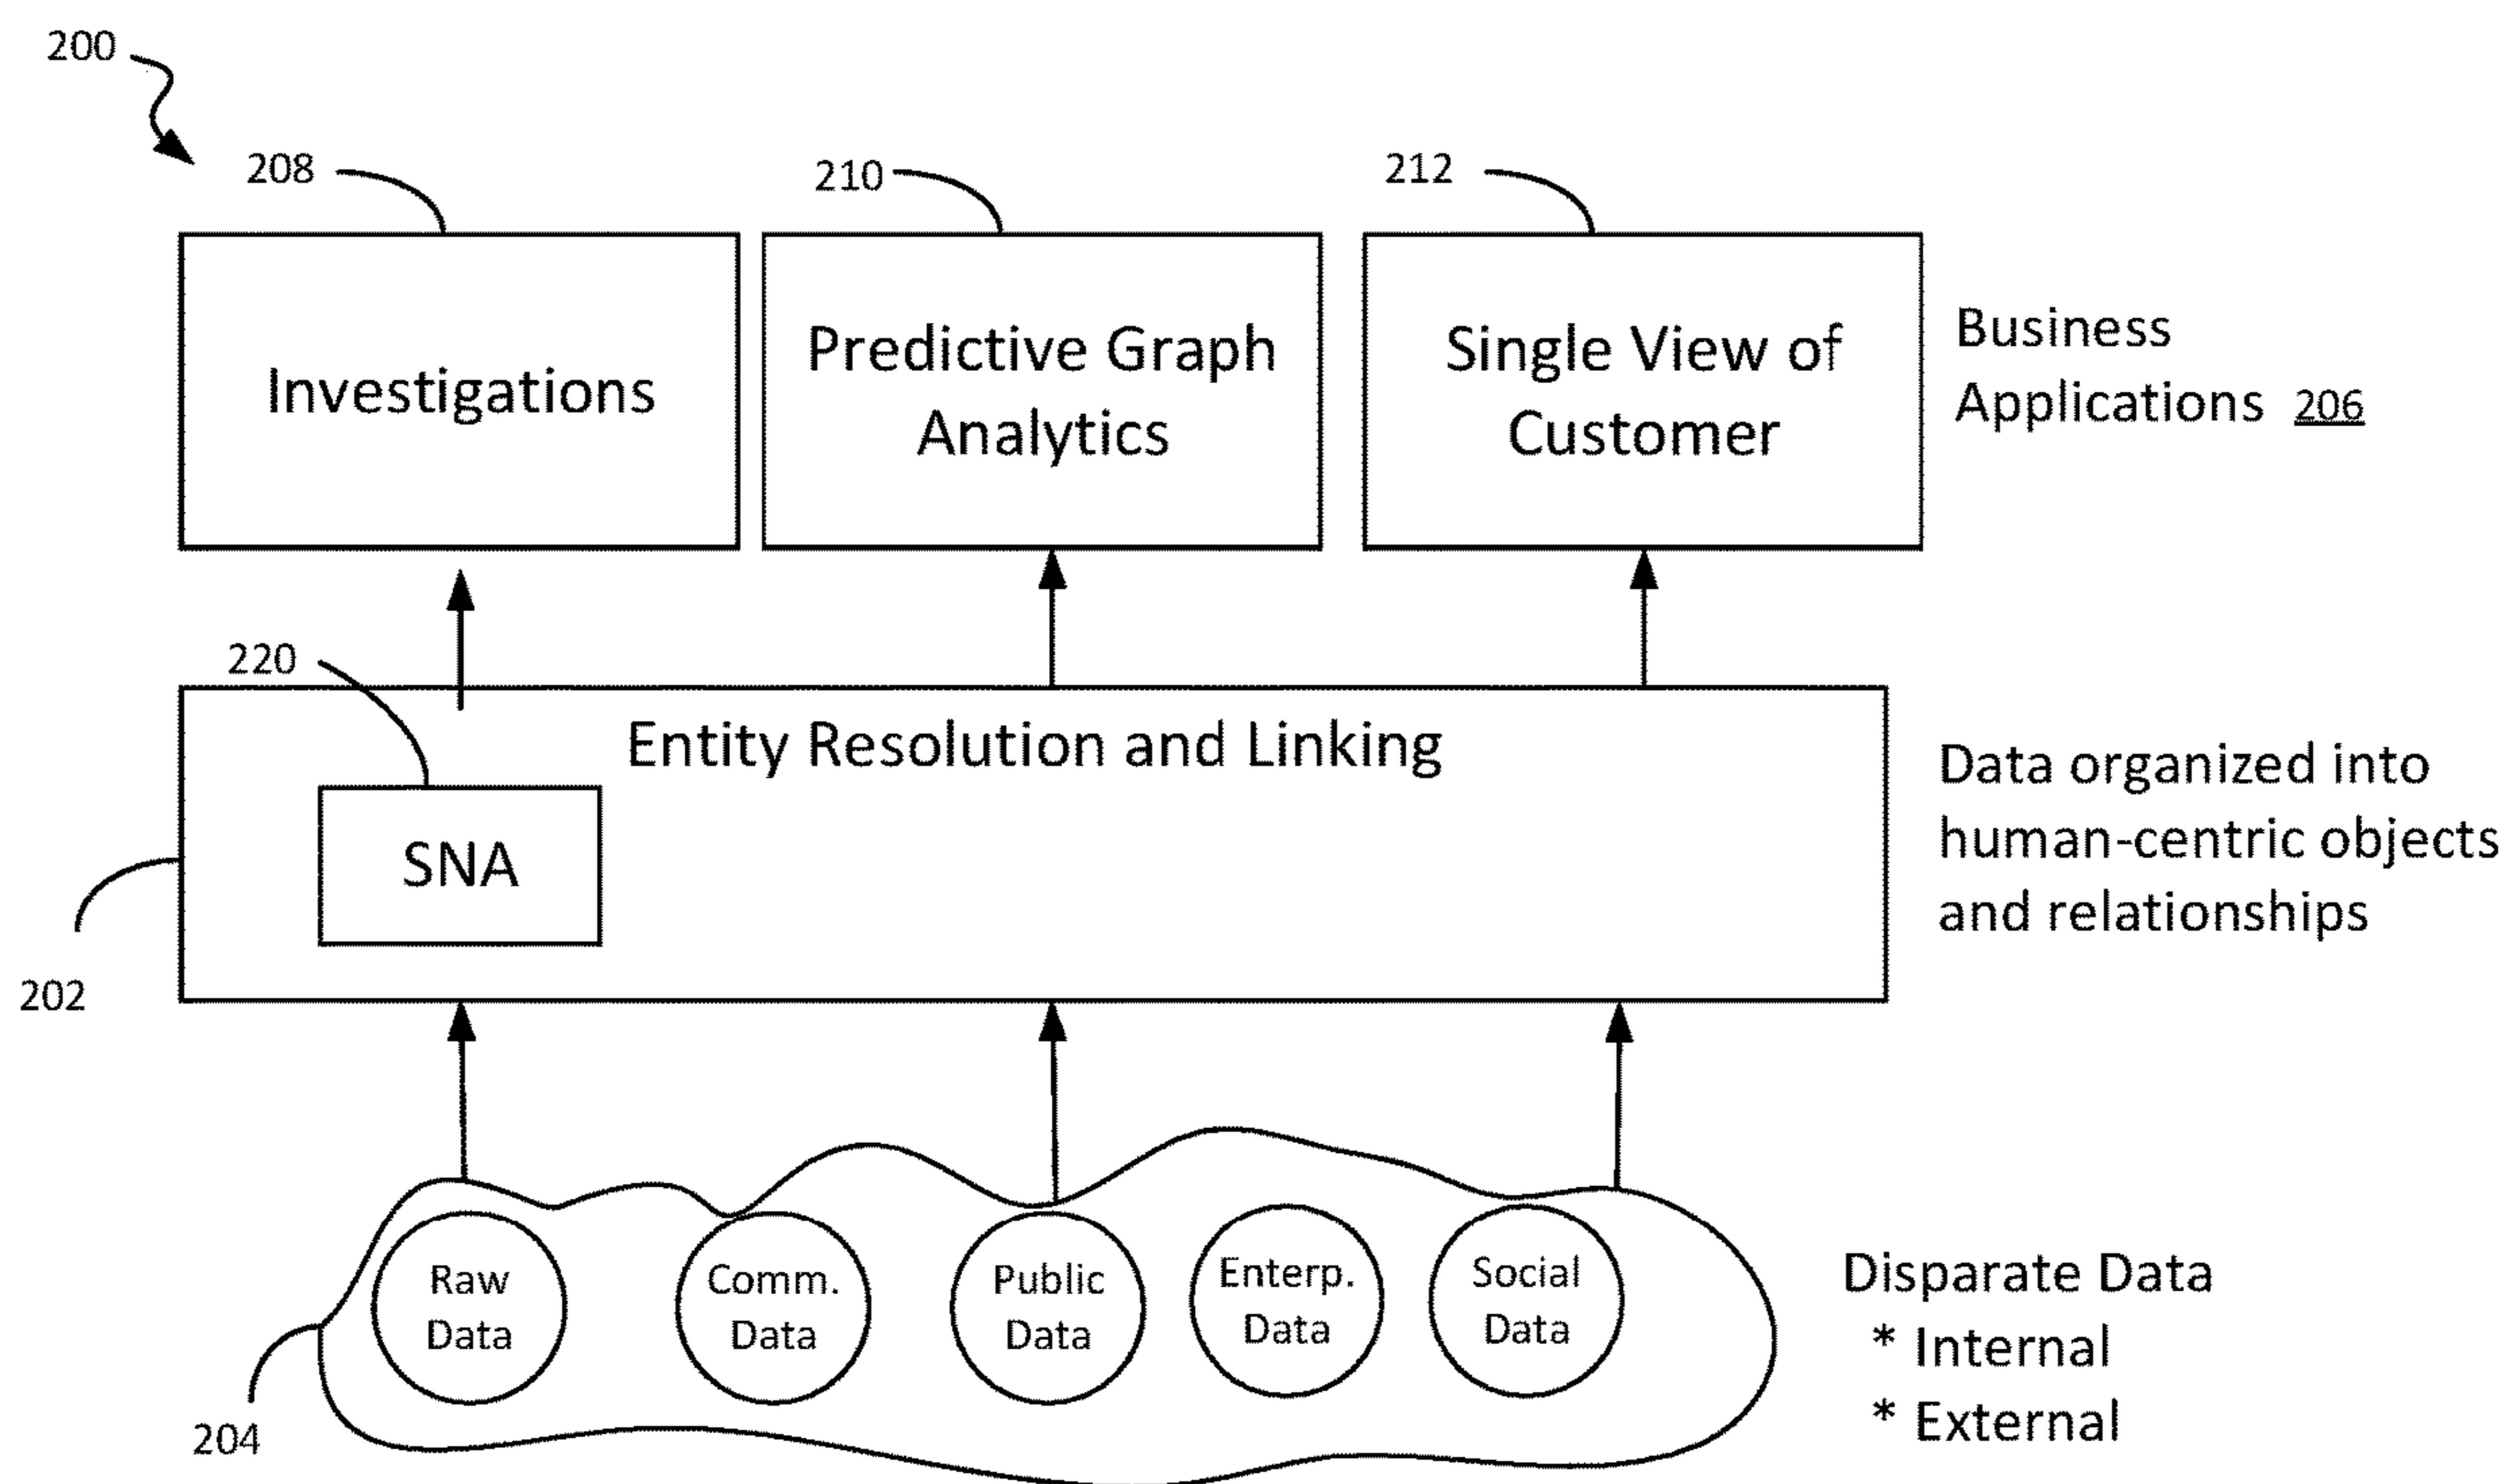 200
208
210
212
Investigations
Predictive Graph
Analytics
Single View of
Customer
Business
Applications 206
220
Entity Resolution and Linking
SNA
202
Data organized into
human-centric objects
and relationships
Raw
Data
Comm.
Data
Public
Data
Enterp.
Data
Social
Data
204
Disparate Data
* Internal
* External